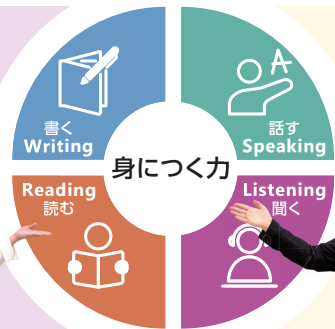 書く
Writing
話す
Speaking
身につく力
Reading
読む
Listening
聞く